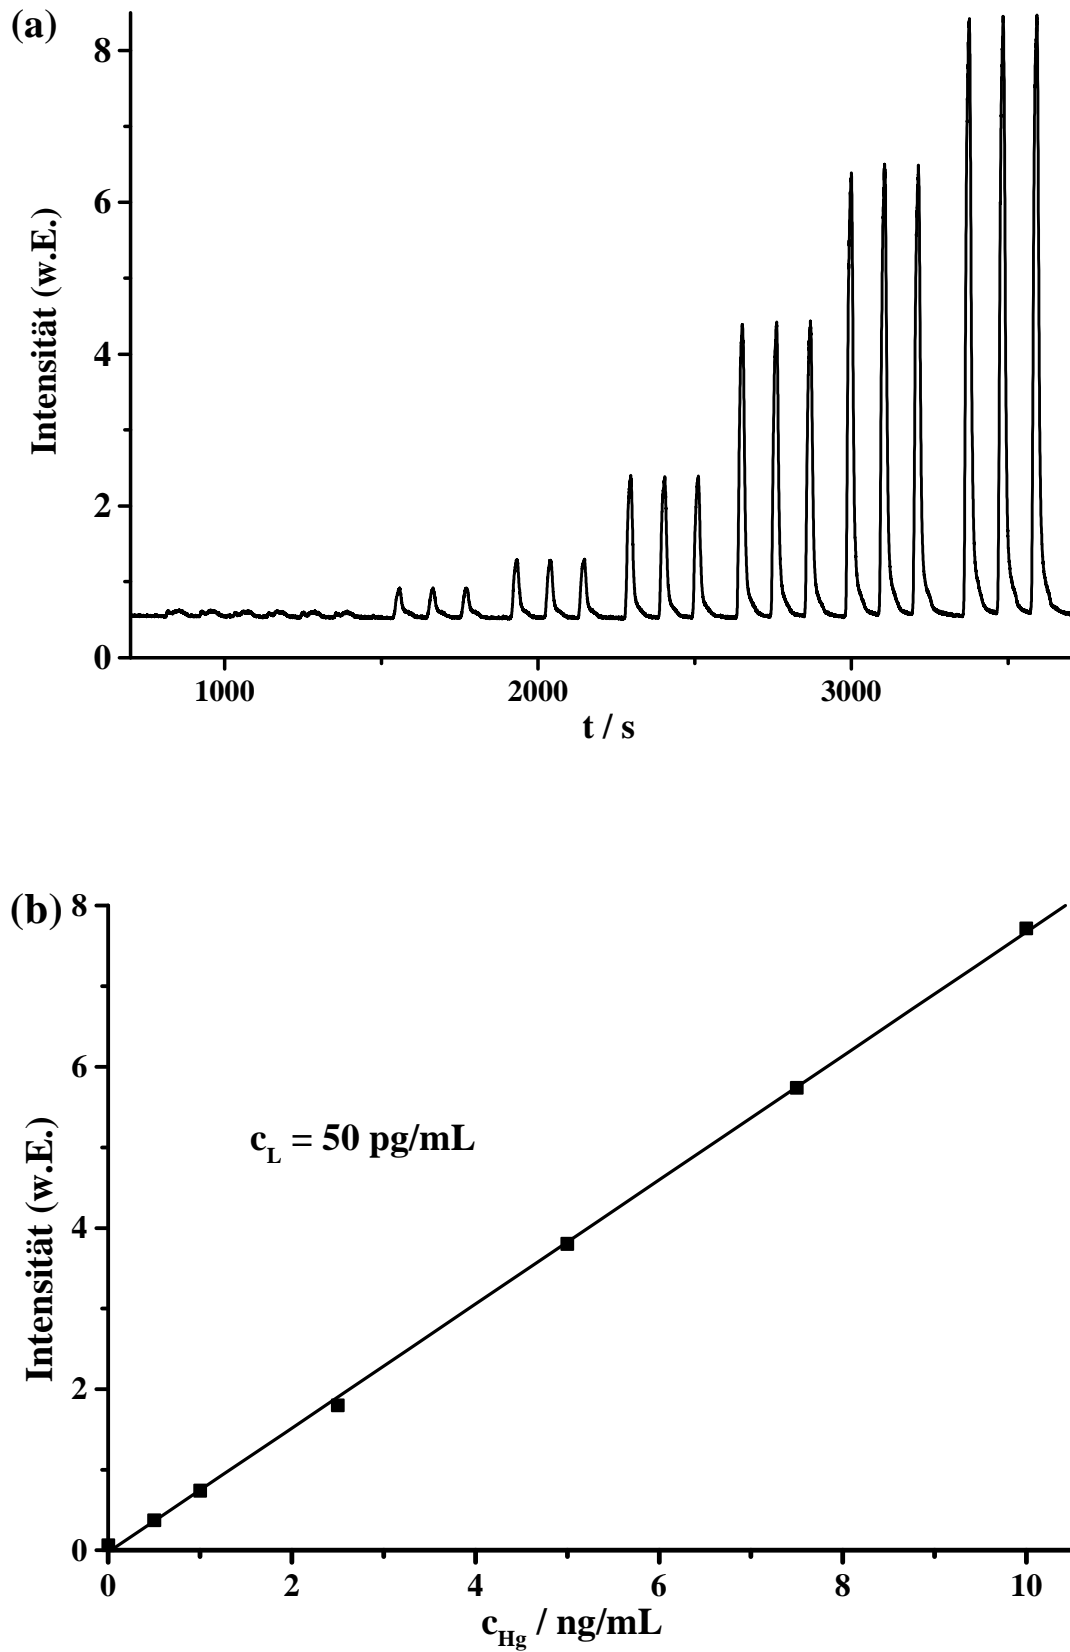 (a)
8
6
4
2
0
Intensität (w.E.)
1000 2000 3000
t / s
(b)
8
6
4
2
0
Intensität (w.E.)
c_L = 50 pg/mL
0 2 4 6 8 10
c_Hg / ng/mL